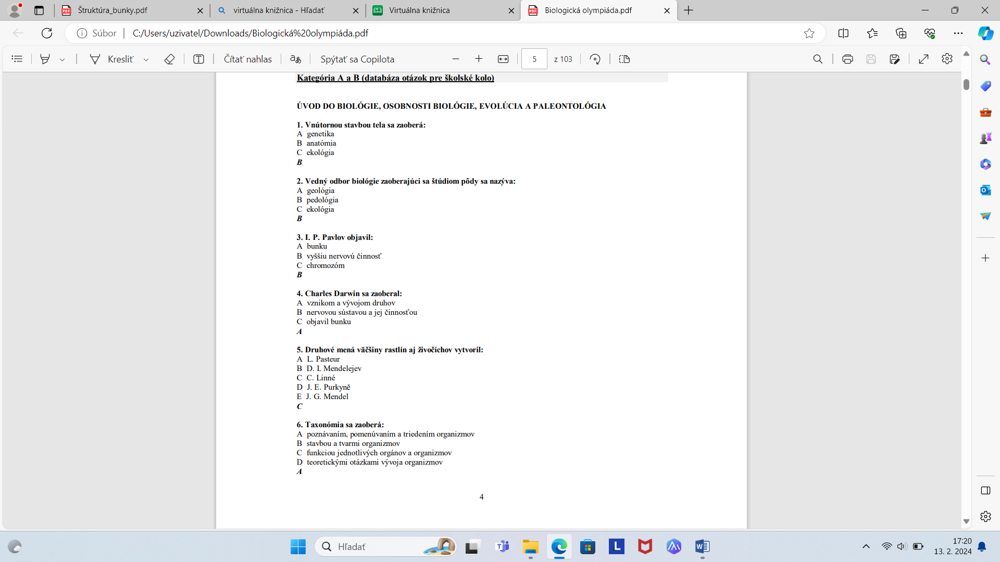 Štruktúra_bunky.pdf
virtuálna knižnica - Hľadať
Virtuálna knižnica
Biologická olympiáda.pdf
Súbor
C:/Users/uzivatel/Downloads/Biologická%20olympiáda.pdf
Kresliť
Čítať nahlas
Spýtať sa Copilota
5
z 103
Kategória A a B (databáza otázok pre školské kolo)
ÚVOD DO BIOLÓGIE, OSOBNOSTI BIOLÓGIE, EVOLÚCIA A PALEONTOLÓGIA
1. Vnútornou stavbou tela sa zaoberá:
A genetika
B anatómia
C ekológia
B
2. Vedný odbor biológie zaoberajúci sa štúdiom pôdy sa nazýva:
A geológia
B pedológia
C ekológia
B
3. I. P. Pavlov objavil:
A bunku
B vyššiu nervovú činnosť
C chromozóm
B
4. Charles Darwin sa zaoberal:
A vznikom a vývojom druhov
B nervovou sústavou a jej činnosťou
C objavil bunku
A
5. Druhové mená väčšiny rastlín aj živočíchov vytvoril:
A L. Pasteur
B D. I. Mendelejev
C C. Linné
D J. E. Purkyně
E J. G. Mendel
C
6. Taxonómia sa zaoberá:
A poznávaním, pomenúvaním a triedením organizmov
B stavbou a tvarmi organizmov
C funkciou jednotlivých orgánov a organizmov
D teoretickými otázkami vývoja organizmov
A
4
Hľadať
17:20
13. 2. 2024